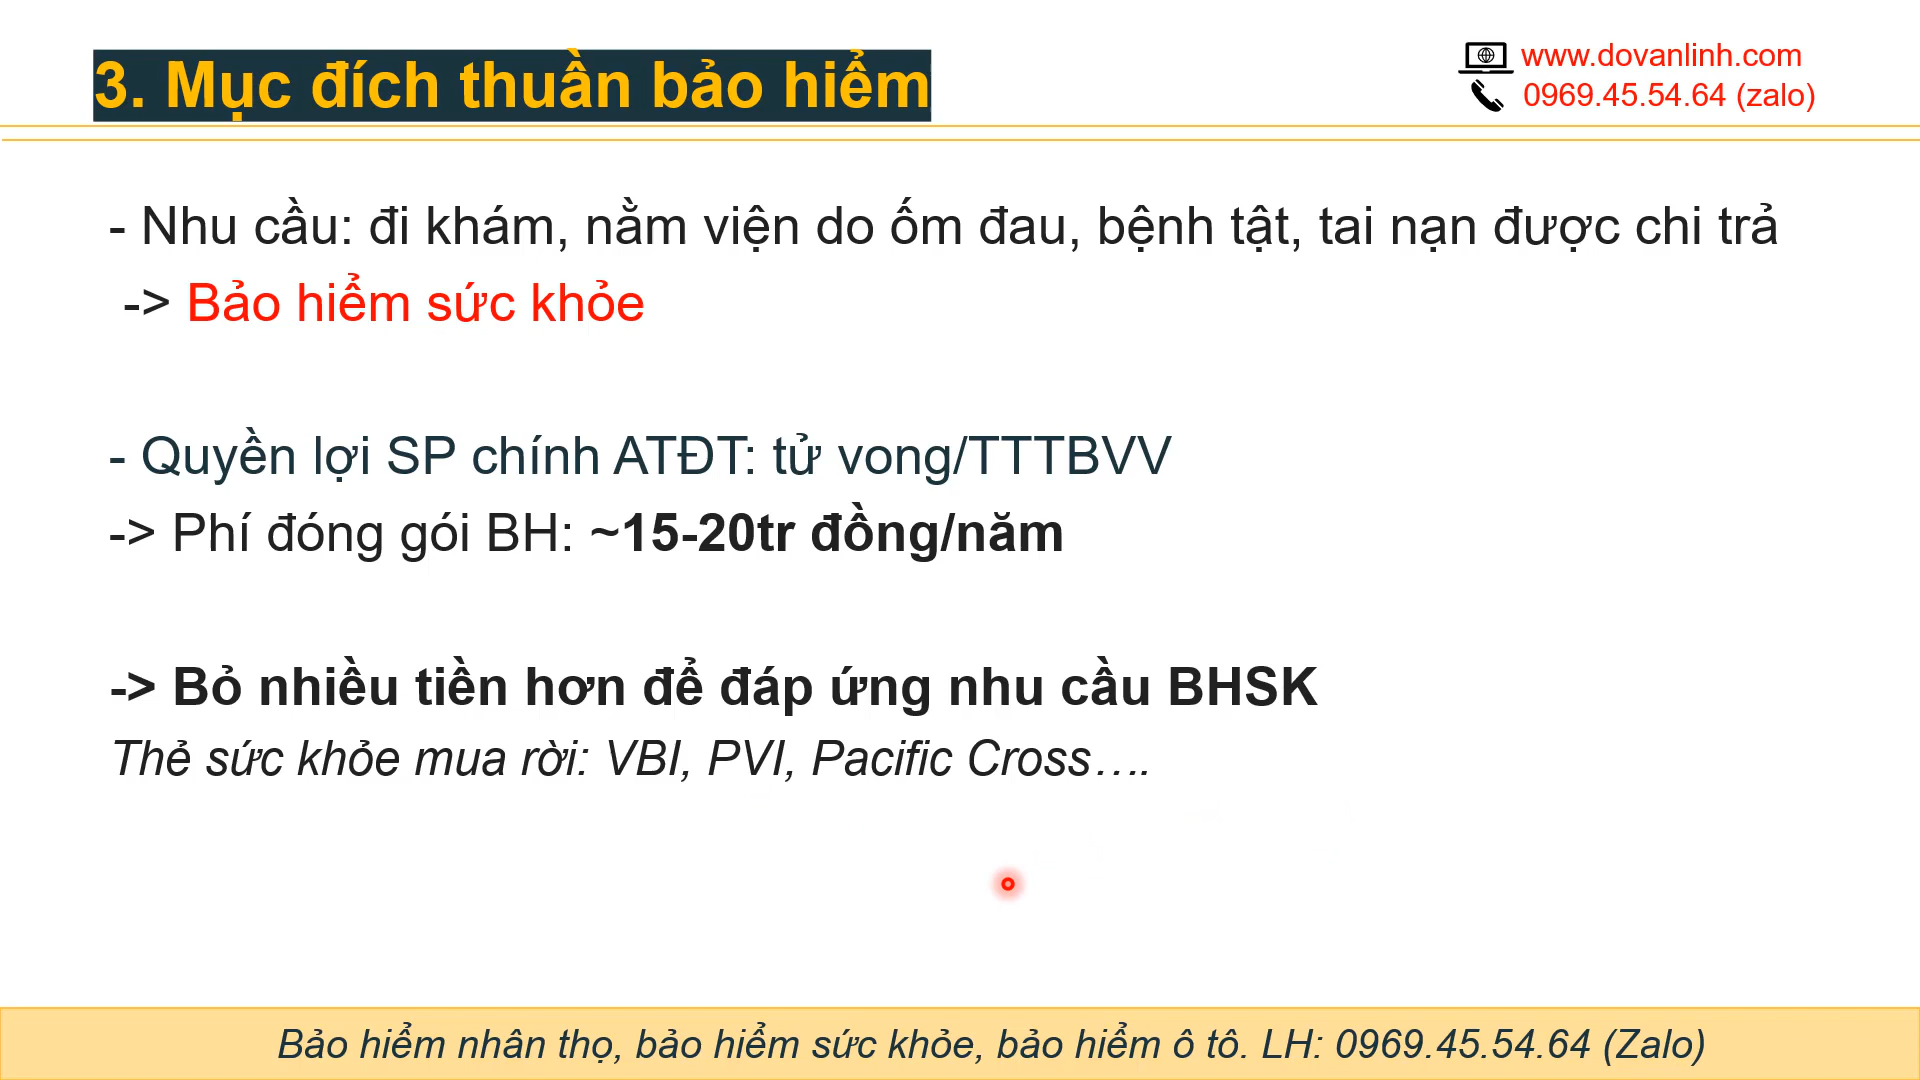 3. Mục đích thuần bảo hiểm
www.dovanlinh.com
0969.45.54.64 (zalo)
- Nhu cầu: đi khám, nằm viện do ốm đau, bệnh tật, tai nạn được chi trả
-> Bảo hiểm sức khỏe
- Quyền lợi SP chính ATĐT: tử vong/TTTBVV
-> Phí đóng gói BH: ~15-20tr đồng/năm
-> Bỏ nhiều tiền hơn để đáp ứng nhu cầu BHSK
Thẻ sức khỏe mua rời: VBI, PVI, Pacific Cross….
Bảo hiểm nhân thọ, bảo hiểm sức khỏe, bảo hiểm ô tô. LH: 0969.45.54.64 (Zalo)